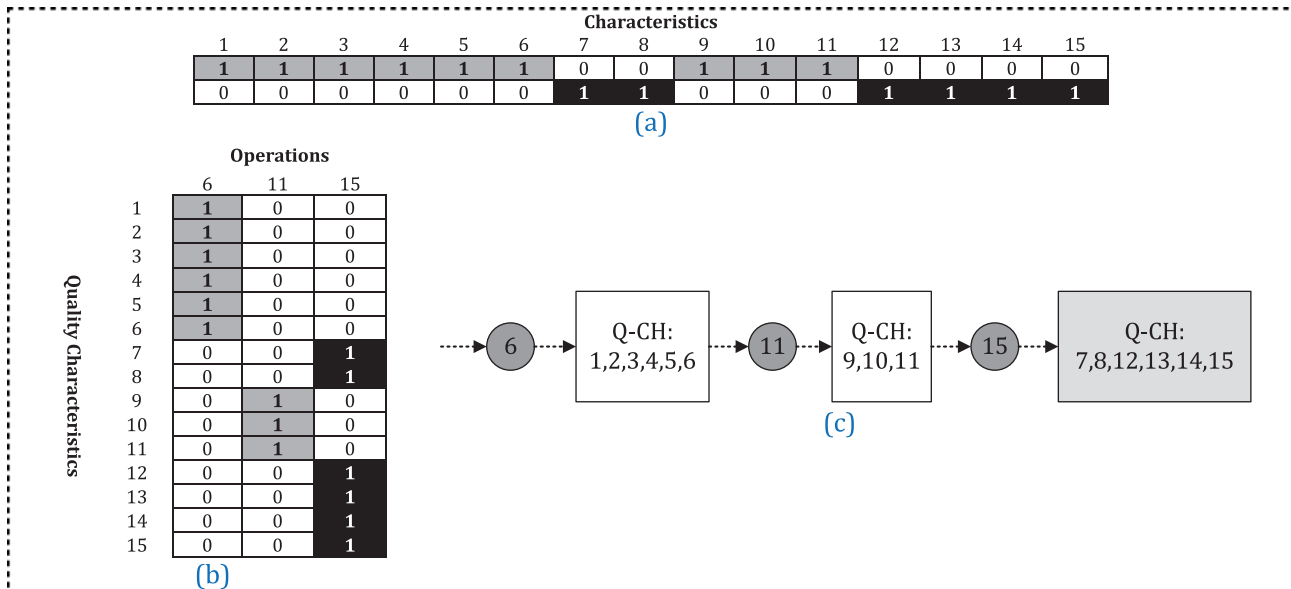 Characteristics
1 2 3 4 5 6 7 8 9 10 11 12 13 14 15
1 1 1 1 1 1 0 0 1 1 1 0 0 0 0
0 0 0 0 0 0 1 1 0 0 0 1 1 1 1
(a)
Operations
6 11 15
Quality Characteristics
1 1 0 0
2 1 0 0
3 1 0 0
4 1 0 0
5 1 0 0
6 1 0 0
7 0 0 1
8 0 0 1
9 0 1 0
10 0 1 0
11 0 1 0
12 0 0 1
13 0 0 1
14 0 0 1
15 0 0 1
(b)
6
Q-CH:
1,2,3,4,5,6
11
Q-CH:
9,10,11
15
Q-CH:
7,8,12,13,14,15
(c)